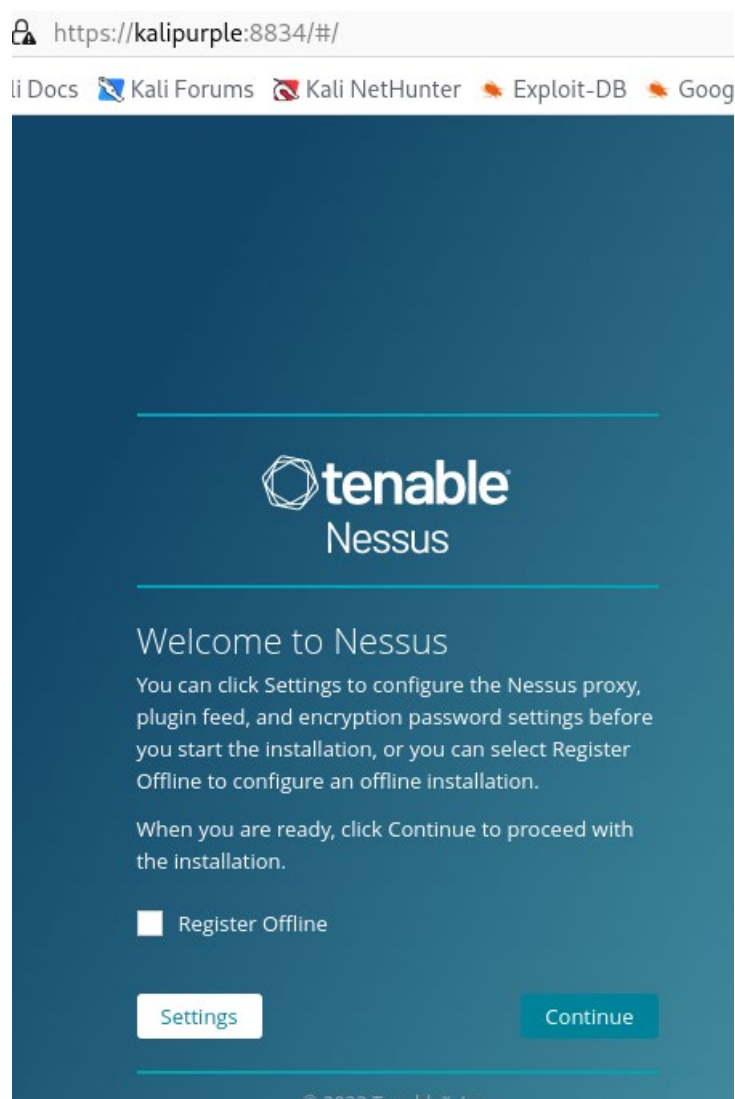 https://kalipurple:8834/#/
li Docs Kali Forums Kali NetHunter Exploit-DB Goog
tenable
Nessus
Welcome to Nessus
You can click Settings to configure the Nessus proxy,
plugin feed, and encryption password settings before
you start the installation, or you can select Register
Offline to configure an offline installation.
When you are ready, click Continue to proceed with
the installation.
Register Offline
Settings Continue